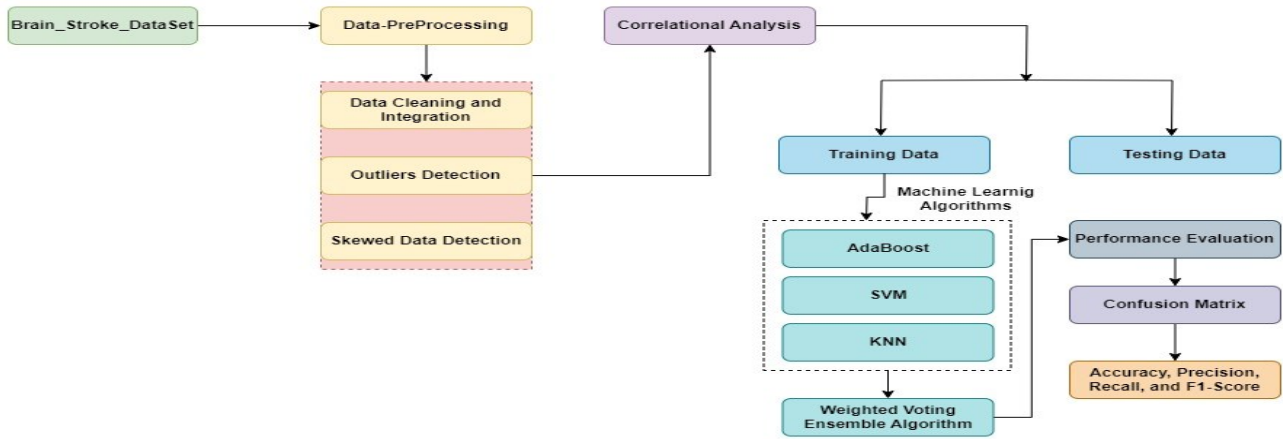 Brain_Stroke_DataSet
Data-PreProcessing
Data Cleaning and
Integration
Outliers Detection
Skewed Data Detection
Correlational Analysis
Training Data
Testing Data
Machine Learnig
Algorithms
AdaBoost
SVM
KNN
Weighted Voting
Ensemble Algorithm
Performance Evaluation
Confusion Matrix
Accuracy, Precision,
Recall, and F1-Score